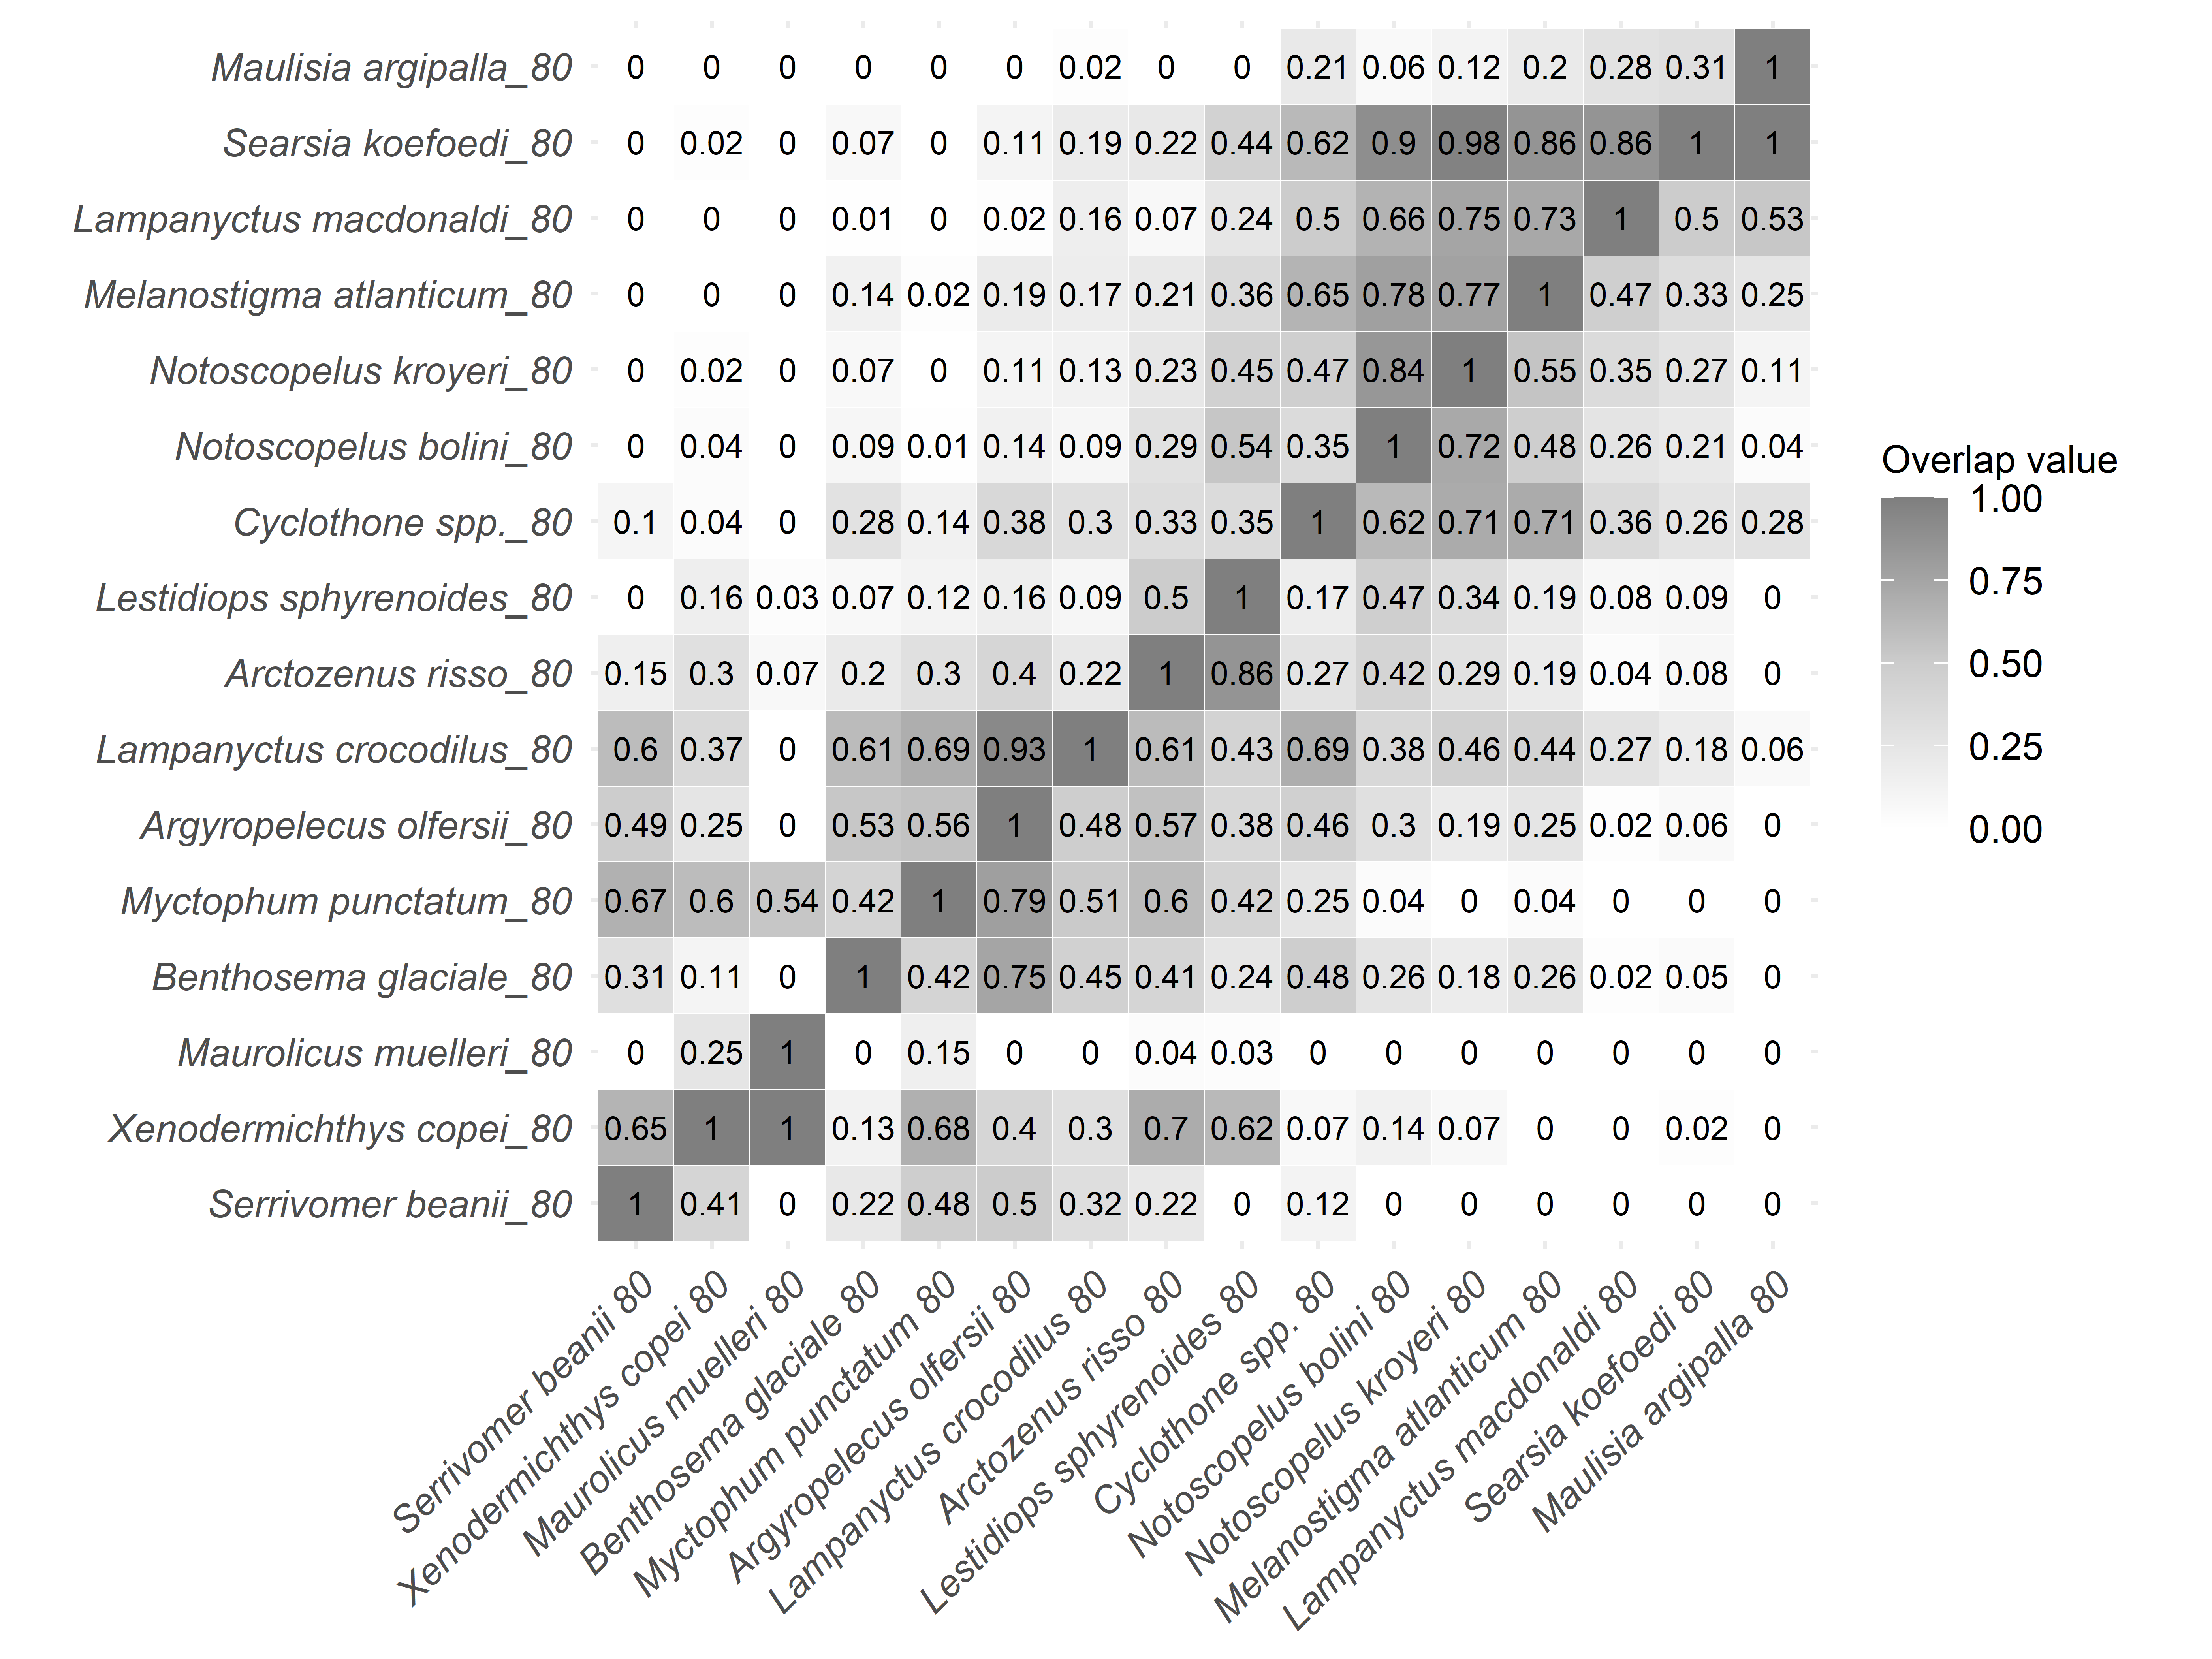 Maulisia argipalla_80 0 0 0 0 0 0 0.02 0 0 0.21 0.06 0.12 0.2 0.28 0.31 1
Searsia koefoedi_80 0 0.02 0 0.07 0 0.11 0.19 0.22 0.44 0.62 0.9 0.98 0.86 0.86 1 1
Lampanyctus macdonaldi_80 0 0 0 0.01 0 0.02 0.16 0.07 0.24 0.5 0.66 0.75 0.73 1 0.5 0.53
Melanostigma atlanticum_80 0 0 0 0.14 0.02 0.19 0.17 0.21 0.36 0.65 0.78 0.77 1 0.47 0.33 0.25
Notoscopelus kroyeri_80 0 0.02 0 0.07 0 0.11 0.13 0.23 0.45 0.47 0.84 1 0.55 0.35 0.27 0.11
Notoscopelus bolini_80 0 0.04 0 0.09 0.01 0.14 0.09 0.29 0.54 0.35 1 0.72 0.48 0.26 0.21 0.04
Cyclothone spp._80 0.1 0.04 0 0.28 0.14 0.38 0.3 0.33 0.35 1 0.62 0.71 0.71 0.36 0.26 0.28
Lestidiops sphyrenoides_80 0 0.16 0.03 0.07 0.12 0.16 0.09 0.5 1 0.17 0.47 0.34 0.19 0.08 0.09 0
Arctozenus risso_80 0.15 0.3 0.07 0.2 0.3 0.4 0.22 1 0.86 0.27 0.42 0.29 0.19 0.04 0.08 0
Lampanyctus crocodilus_80 0.6 0.37 0 0.61 0.69 0.93 1 0.61 0.43 0.69 0.38 0.46 0.44 0.27 0.18 0.06
Argyropelecus olfersii_80 0.49 0.25 0 0.53 0.56 1 0.48 0.57 0.38 0.46 0.3 0.19 0.25 0.02 0.06 0
Myctophum punctatum_80 0.67 0.6 0.54 0.42 1 0.79 0.51 0.6 0.42 0.25 0.04 0 0.04 0 0 0
Benthosema glaciale_80 0.31 0.11 0 1 0.42 0.75 0.45 0.41 0.24 0.48 0.26 0.18 0.26 0.02 0.05 0
Maurolicus muelleri_80 0 0.25 1 0 0.15 0 0 0.04 0.03 0 0 0 0 0 0 0
Xenodermichthys copei_80 0.65 1 1 0.13 0.68 0.4 0.3 0.7 0.62 0.07 0.14 0.07 0 0 0.02 0
Serrivomer beanii_80 1 0.41 0 0.22 0.48 0.5 0.32 0.22 0 0.12 0 0 0 0 0 0
Serrivomer beanii 80
Xenodermichthys copei 80
Maurolicus muelleri 80
Benthosema glaciale 80
Myctophum punctatum 80
Argyropelecus olfersii 80
Lampanyctus crocodilus 80
Arctozenus risso 80
Lestidiops sphyrenoides 80
Cyclothone spp. 80
Notoscopelus bolini 80
Notoscopelus kroyeri 80
Melanostigma atlanticum 80
Lampanyctus macdonaldi 80
Searsia koefoedi 80
Maulisia argipalla 80
Overlap value
1.00
0.75
0.50
0.25
0.00